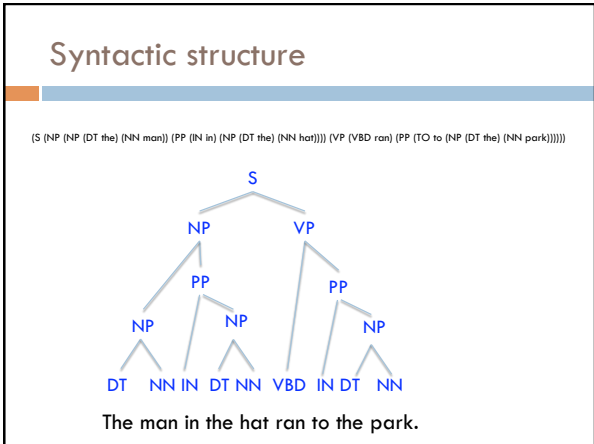 Syntactic structure
(S (NP (NP (DT the) (NN man)) (PP (IN in) (NP (DT the) (NN hat)))) (VP (VBD ran) (PP (TO to (NP (DT the) (NN park))))))
S
NP VP
PP PP
NP NP NP
DT NN IN DT NN VBD IN DT NN
The man in the hat ran to the park.